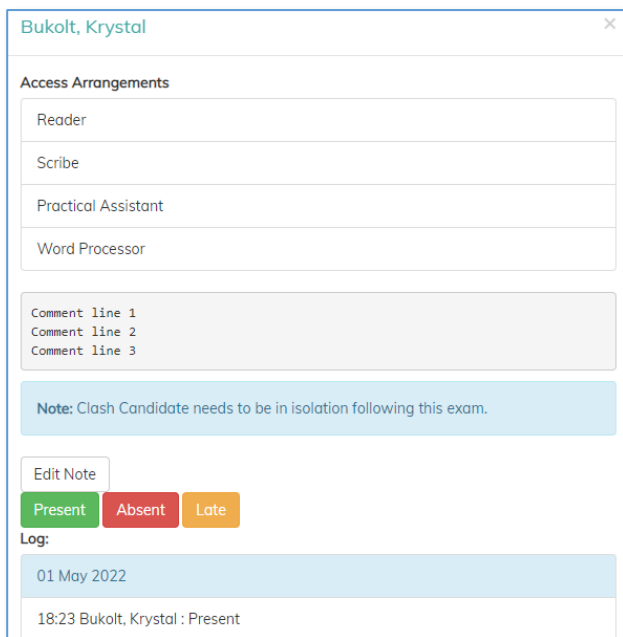 Bukolt, Krystal ×
Access Arrangements
Reader
Scribe
Practical Assistant
Word Processor
Comment line 1
Comment line 2
Comment line 3
Note: Clash Candidate needs to be in isolation following this exam.
Edit Note
Present Absent Late
Log:
01 May 2022
18:23 Bukolt, Krystal : Present